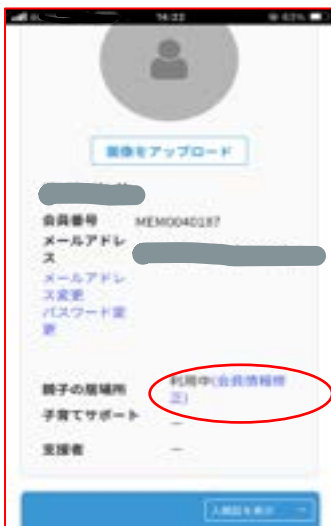 14:22
画像をアップロード
会員番号 MEM0040187
メールアドレ
ス
メールアドレ
ス変更
パスワード変
更
親子の居場所 利用中(会員情報修
正)
子育てサポート —
支援者 —
入館証を表示 →